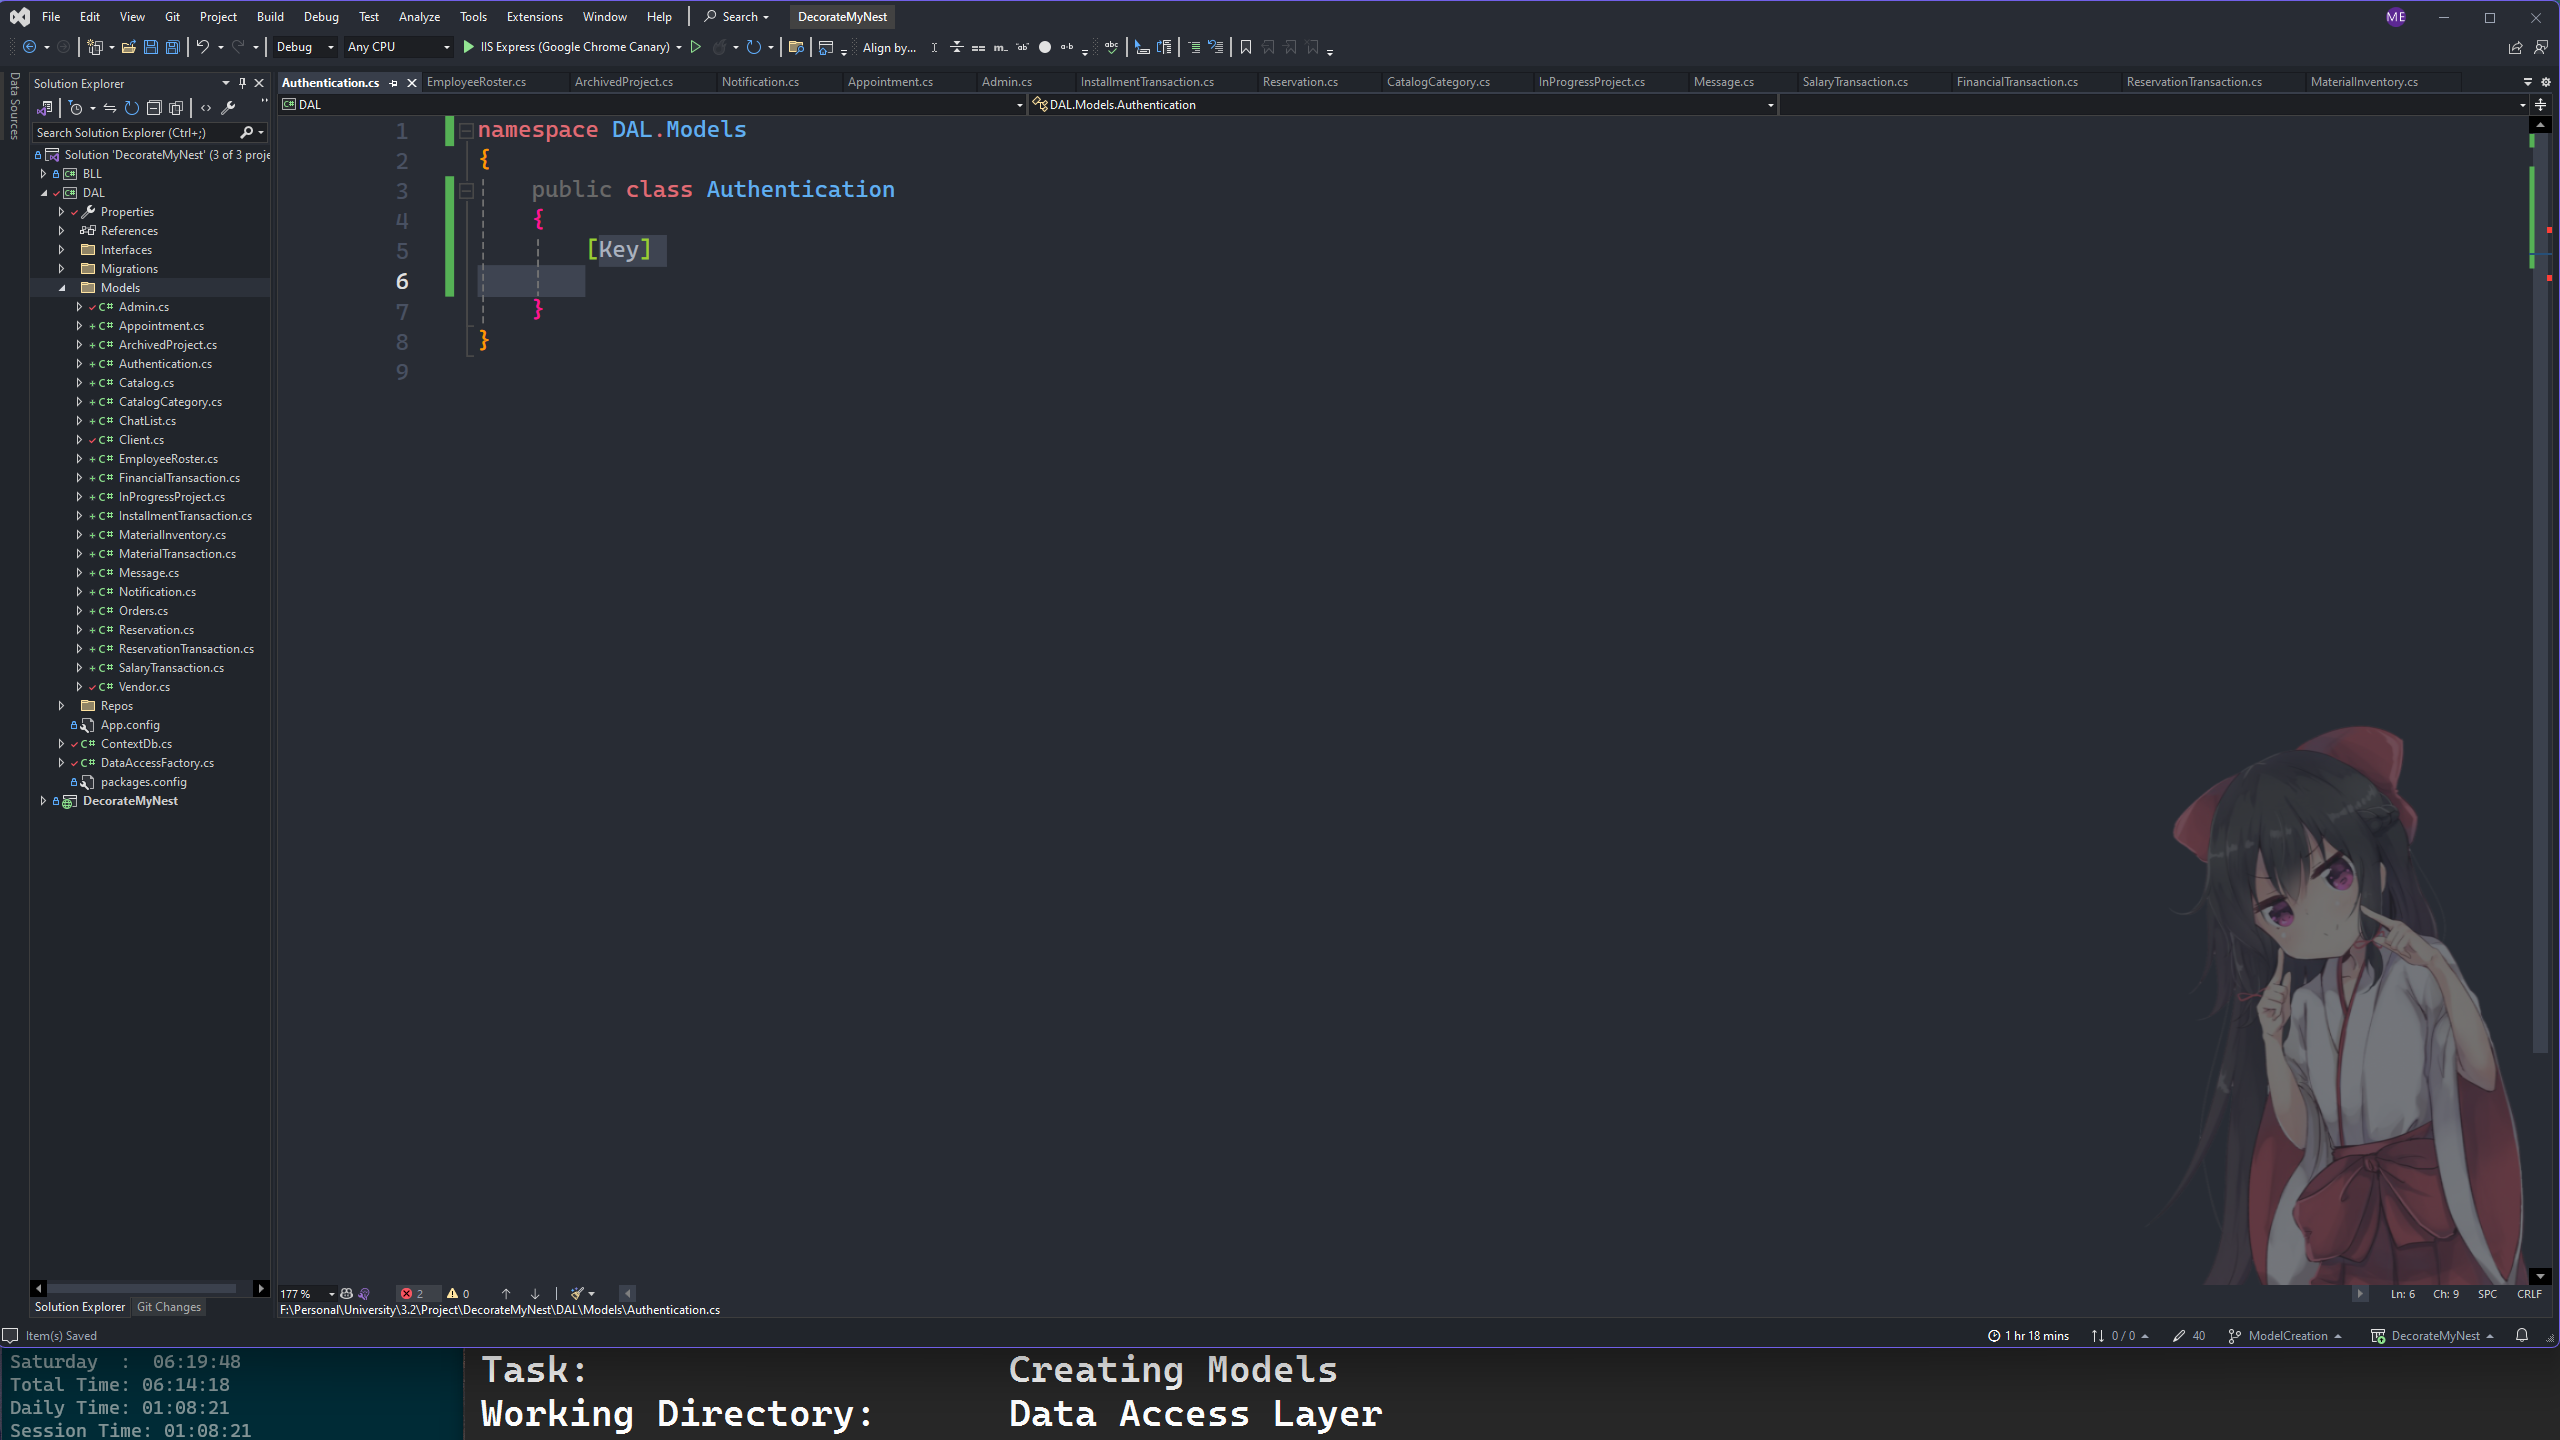 File Edit View Git Project Build Debug Test Analyze Tools Extensions Window Help Search DecorateMyNest ME
Debug Any CPU IIS Express (Google Chrome Canary) Align by...
Data Sources
Solution Explorer
Search Solution Explorer (Ctrl+;)
Solution 'DecorateMyNest' (3 of 3 proje
BLL
DAL
Properties
References
Interfaces
Migrations
Models
C# Admin.cs
C# Appointment.cs
C# ArchivedProject.cs
C# Authentication.cs
C# Catalog.cs
C# CatalogCategory.cs
C# ChatList.cs
C# Client.cs
C# EmployeeRoster.cs
C# FinancialTransaction.cs
C# InProgressProject.cs
C# InstallmentTransaction.cs
C# MaterialInventory.cs
C# MaterialTransaction.cs
C# Message.cs
C# Notification.cs
C# Orders.cs
C# Reservation.cs
C# ReservationTransaction.cs
C# SalaryTransaction.cs
C# Vendor.cs
Repos
App.config
C# ContextDb.cs
C# DataAccessFactory.cs
packages.config
DecorateMyNest
Solution Explorer Git Changes
Authentication.cs EmployeeRoster.cs ArchivedProject.cs Notification.cs Appointment.cs Admin.cs InstallmentTransaction.cs Reservation.cs CatalogCategory.cs InProgressProject.cs Message.cs SalaryTransaction.cs FinancialTransaction.cs ReservationTransaction.cs MaterialInventory.cs
DAL DAL.Models.Authentication
1 namespace DAL.Models
2 {
3 public class Authentication
4 {
5 [Key]
6
7 }
8 }
9
177 % 2 0 Ln: 6 Ch: 9 SPC CRLF
F:\Personal\University\3.2\Project\DecorateMyNest\DAL\Models\Authentication.cs
Item(s) Saved 1 hr 18 mins 0 / 0 40 ModelCreation DecorateMyNest
Saturday : 06:19:48
Total Time: 06:14:18
Daily Time: 01:08:21
Session Time: 01:08:21
Task: Creating Models
Working Directory: Data Access Layer